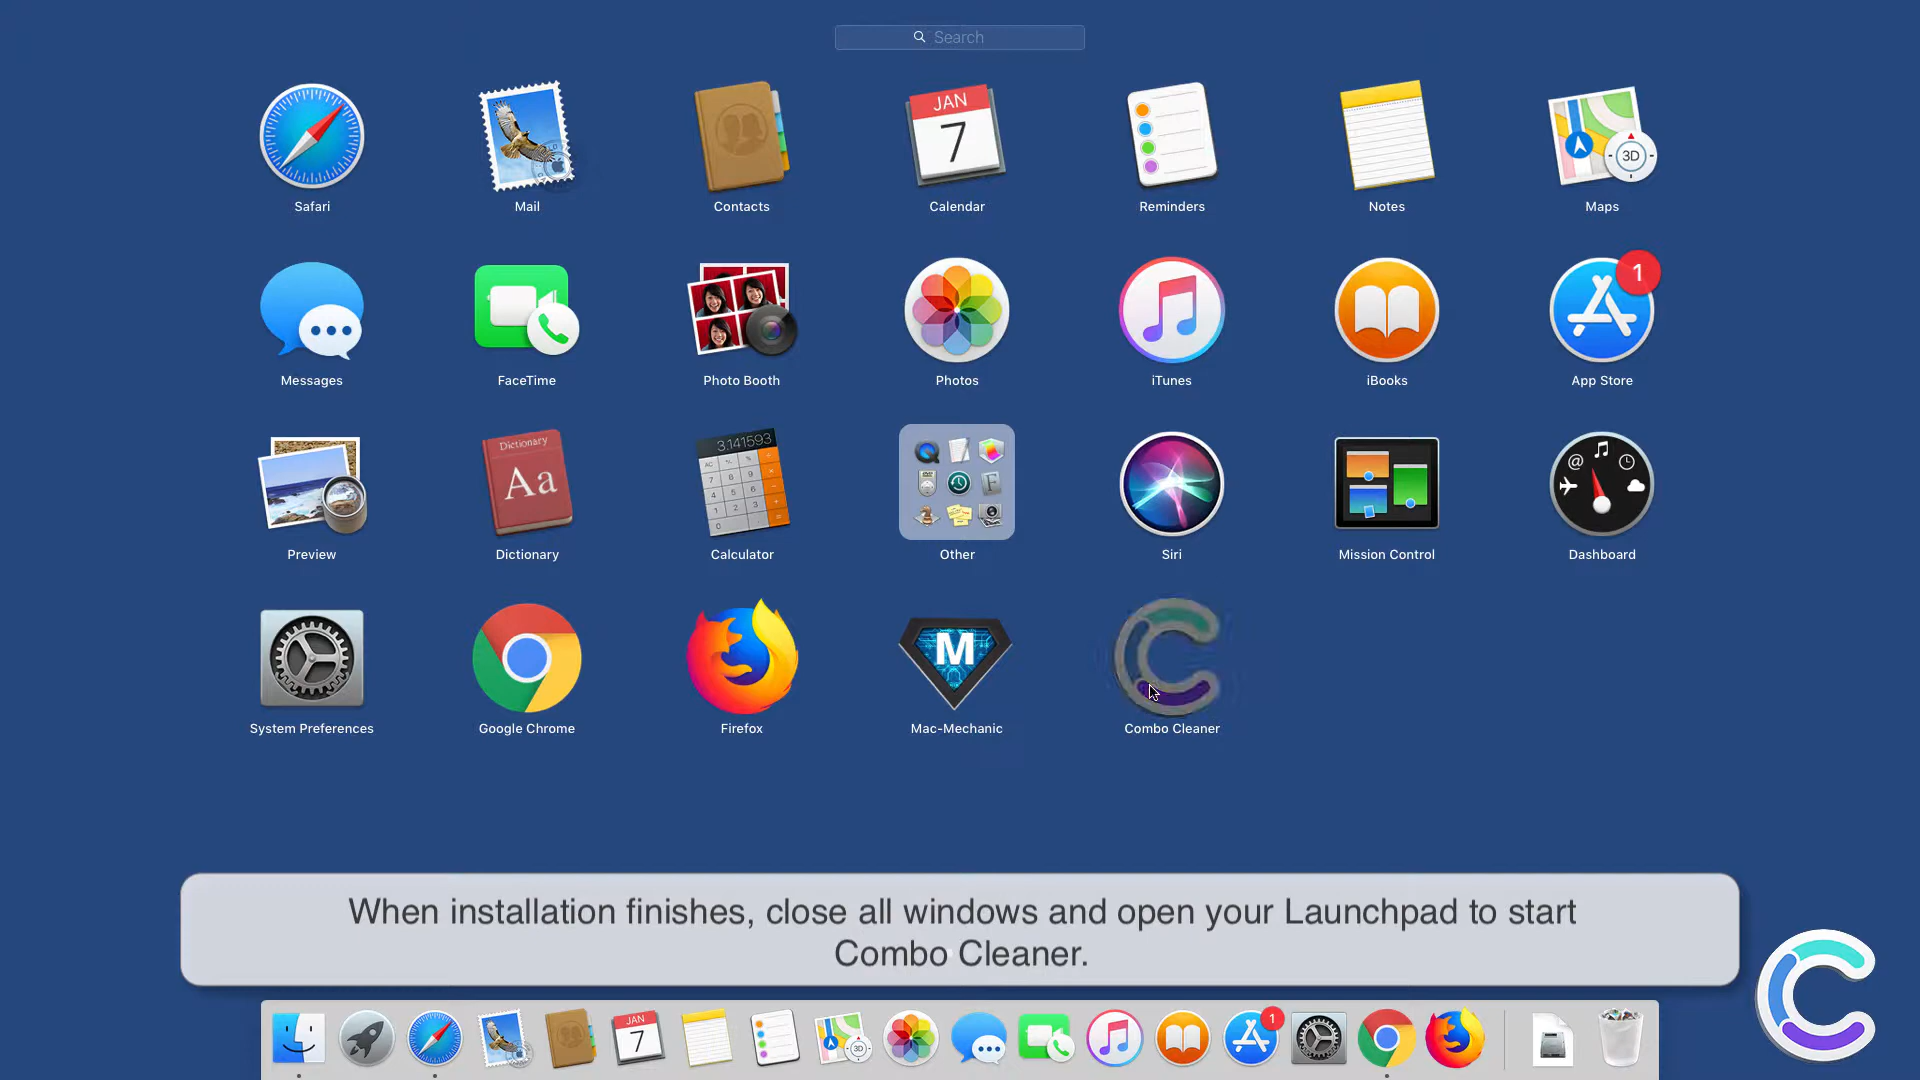 Search
JAN
7
3D
Safari
Mail
Contacts
Calendar
Reminders
Notes
Maps
1
Messages
FaceTime
Photo Booth
Photos
iTunes
iBooks
App Store
Dictionary
Aa
3.141593
Preview
Dictionary
Calculator
Other
Siri
Mission Control
Dashboard
M
System Preferences
Google Chrome
Firefox
Mac-Mechanic
Combo Cleaner
When installation finishes, close all windows and open your Launchpad to start
Combo Cleaner.
JAN
7
3D
1